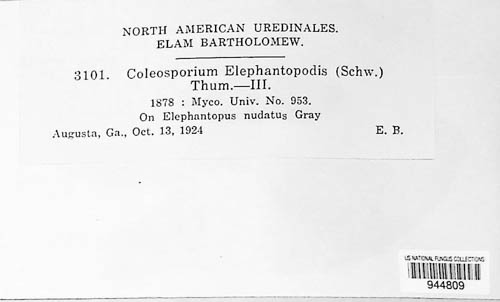 NORTH AMERICAN UREDINALES.
ELAM BARTHOLOMEW.
3101. Coleosporium Elephantopodis (Schw.)
Thum.—III.
1878 : Myco. Univ. No. 953.
On Elephantopus nudatus Gray
Augusta, Ga., Oct. 13, 1924 E. B.
US NATIONAL FUNGUS COLLECTIONS
944809